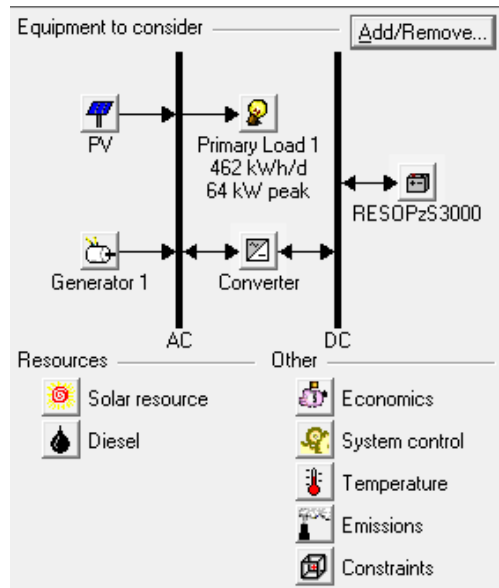 Equipment to consider
Add/Remove...
PV
Primary Load 1
462 kWh/d
64 kW peak
RESOPzS3000
Generator 1
Converter
AC
DC
Resources
Other
Solar resource
Economics
Diesel
System control
Temperature
Emissions
Constraints